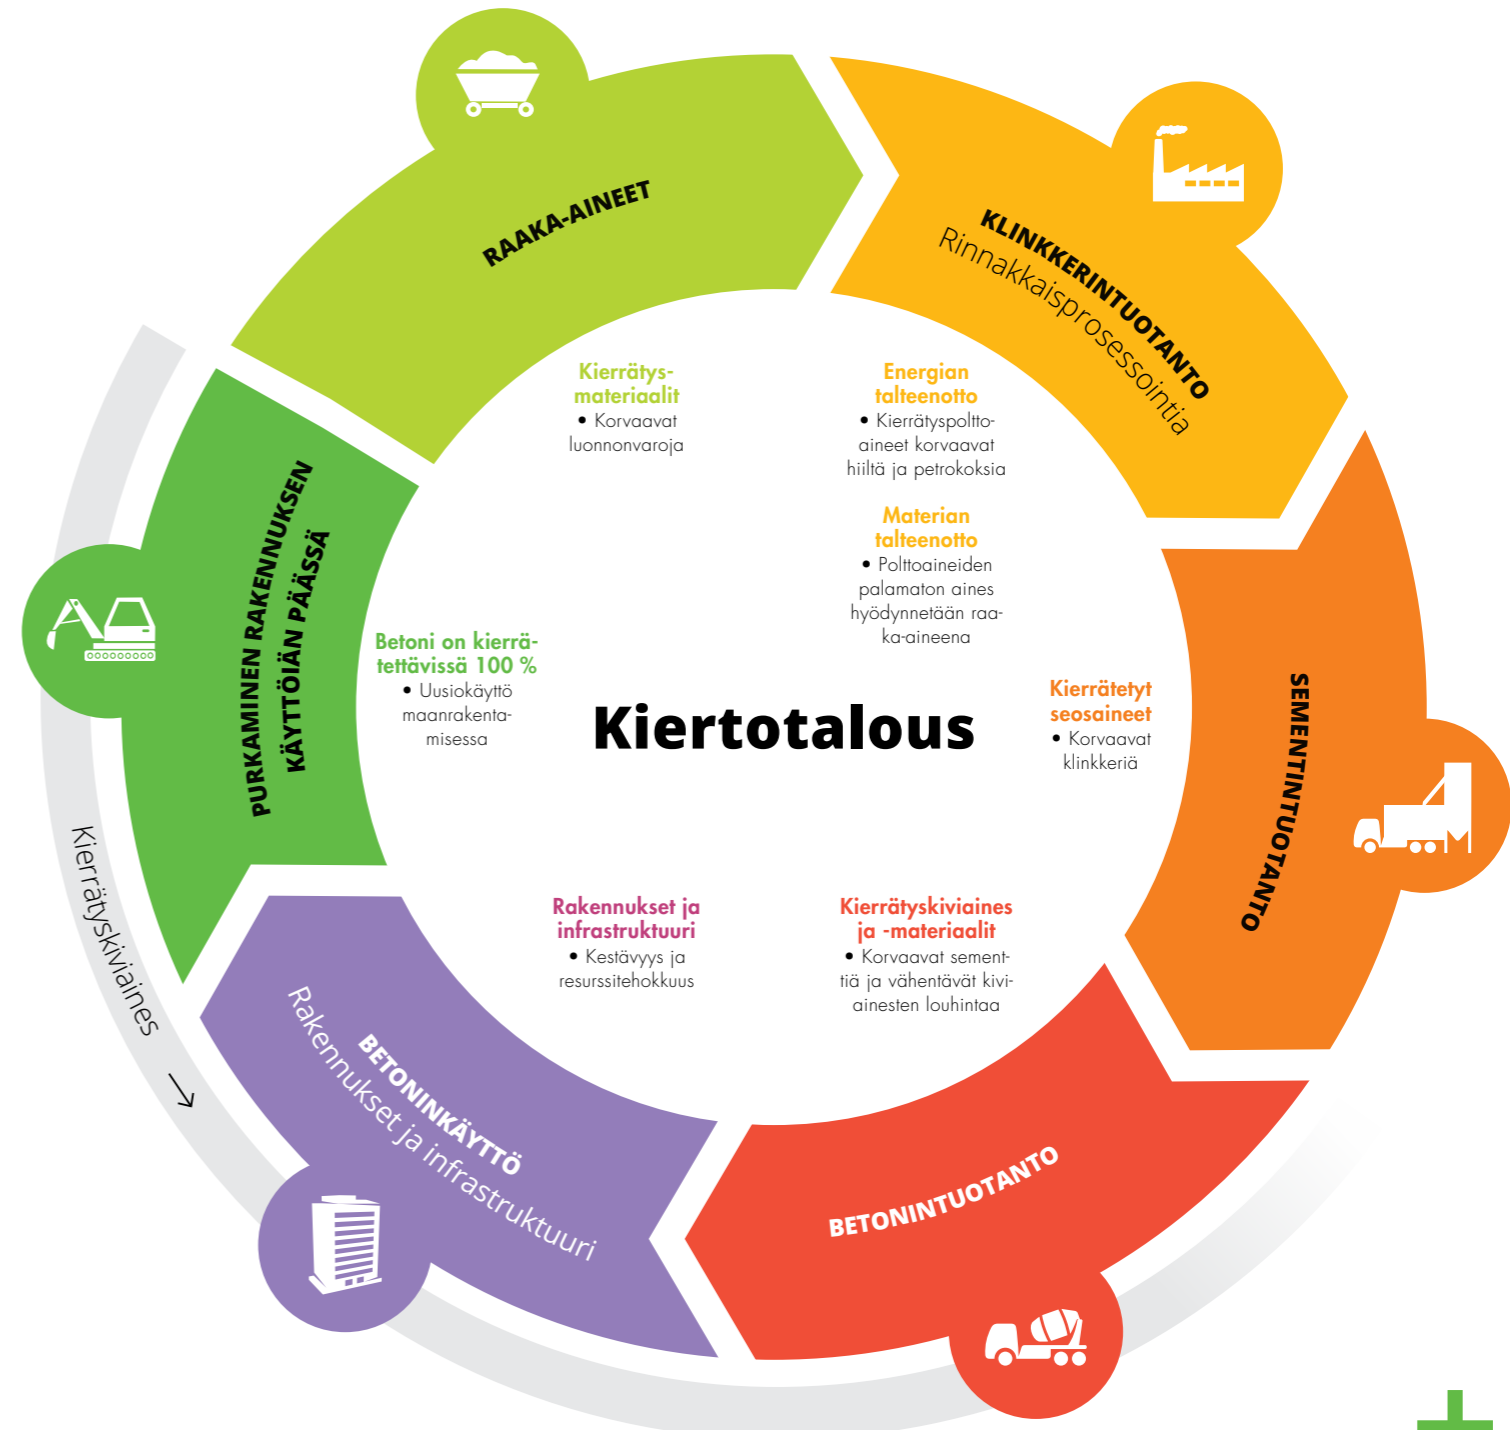 RAAKA-AINEET
KLINKKERINTUOTANTO
Rinnakkaisprosessointia
SEMENTINTUOTANTO
BETONINTUOTANTO
BETONINKÄYTTÖ
Rakennukset ja infrastruktuuri
PURKAMINEN RAKENNUKSEN
KÄYTTÖIÄN PÄÄSSÄ
Kierrätyskiviaines →
Kierrätys-
materiaalit
• Korvaavat
luonnonvaroja
Energian
talteenotto
• Kierrätyspoltto-
aineet korvaavat
hiiltä ja petrokoksia
Materian
talteenotto
• Polttoaineiden
palamaton aines
hyödynnetään raa-
ka-aineena
Kierrätetyt
seosaineet
• Korvaavat
klinkkeriä
Kierrätyskiviaines
ja -materiaalit
• Korvaavat sement-
tiä ja vähentävät kivi-
ainesten louhintaa
Rakennukset ja
infrastruktuuri
• Kestävyys ja
resurssitehokkuus
Betoni on kierrä-
tettävissä 100 %
• Uusiokäyttö
maanrakenta-
misessa
Kiertotalous